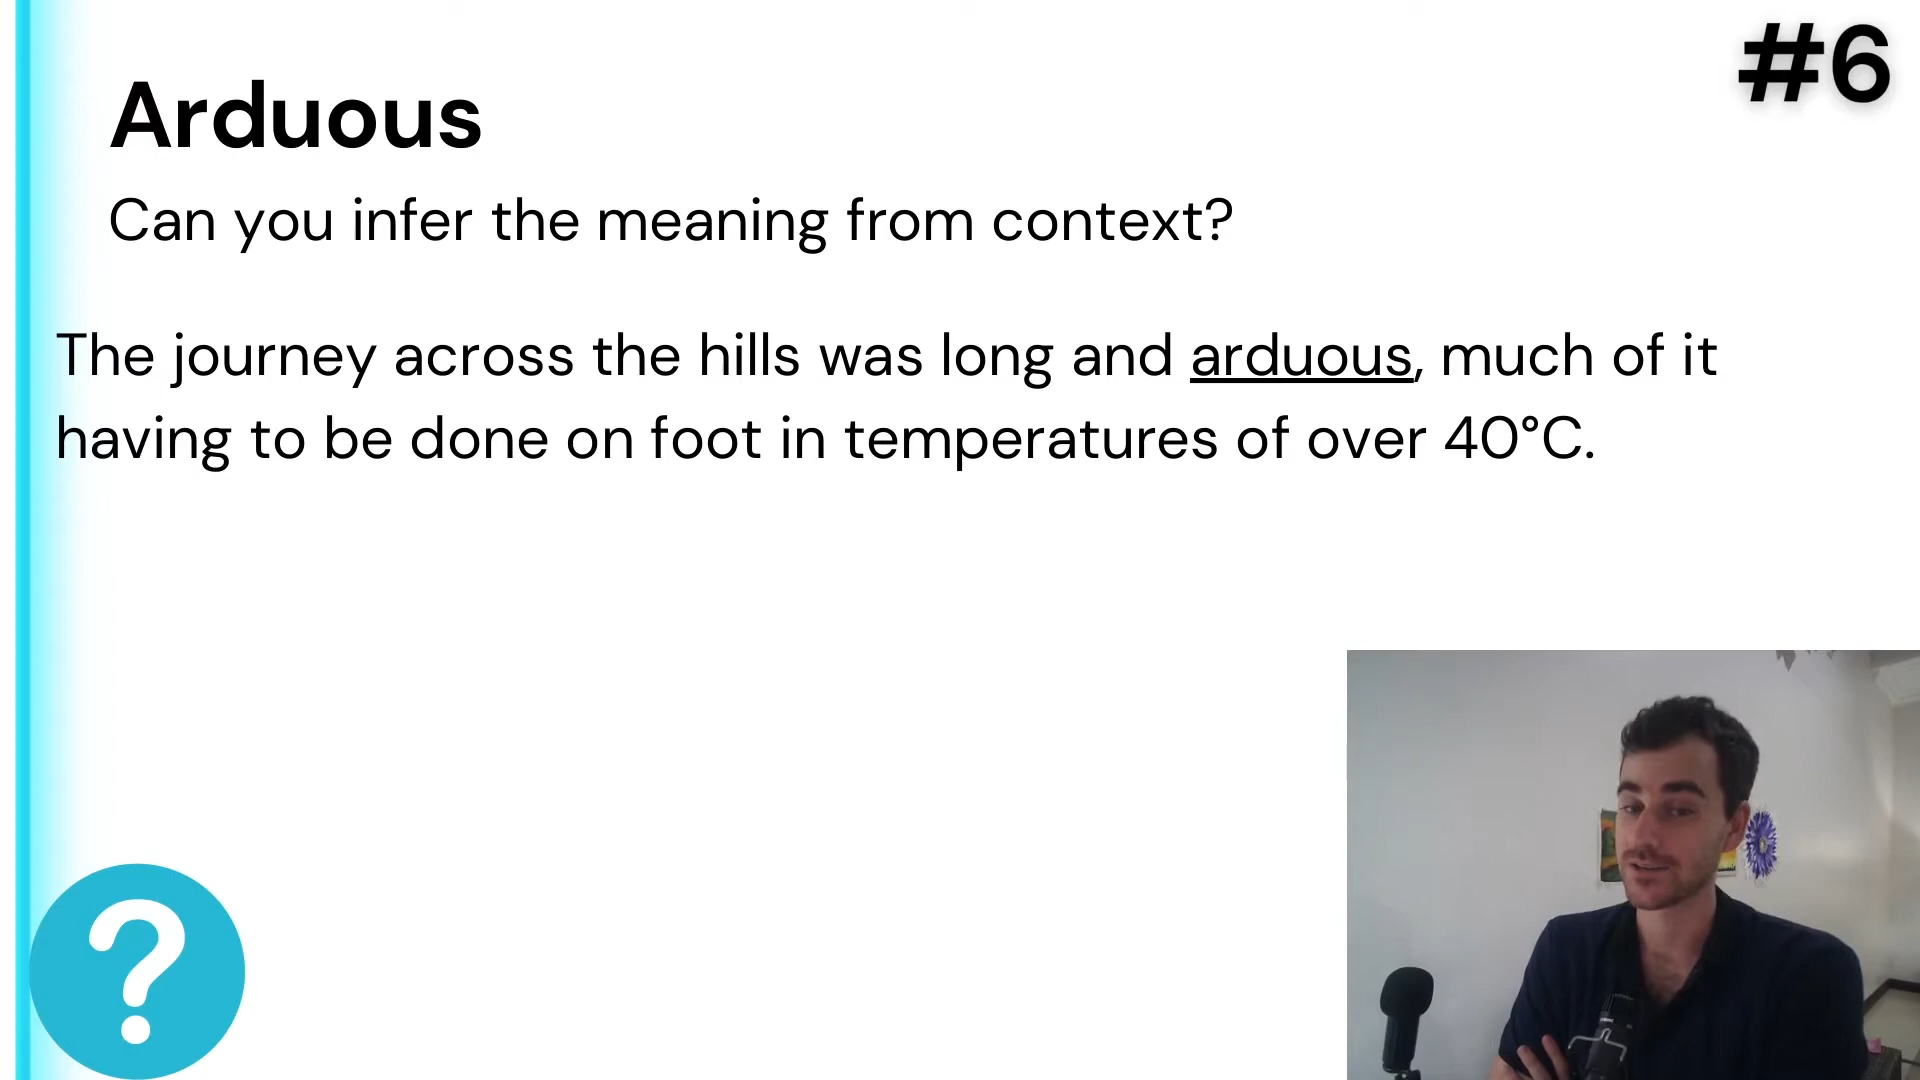 #6
Arduous
Can you infer the meaning from context?
The journey across the hills was long and arduous, much of it
having to be done on foot in temperatures of over 40°C.
?